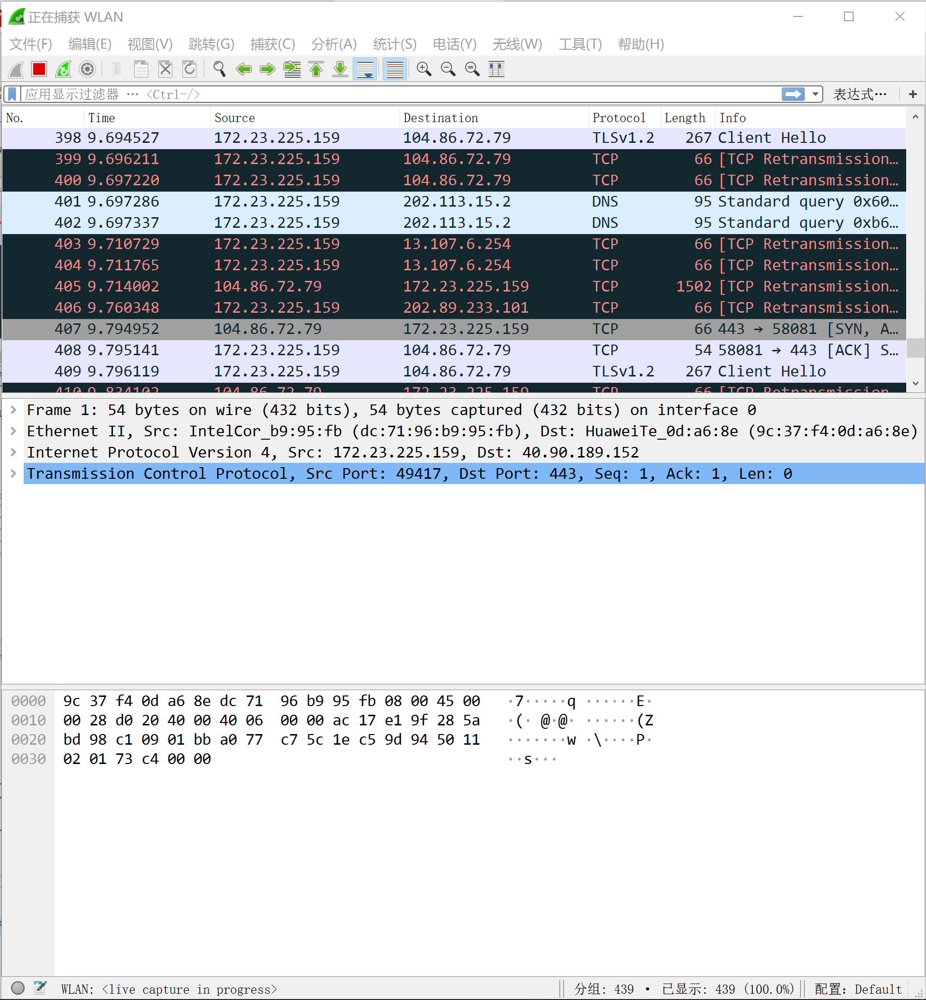 正在捕获 WLAN
文件(F) 编辑(E) 视图(V) 跳转(G) 捕获(C) 分析(A) 统计(S) 电话(Y) 无线(W) 工具(T) 帮助(H)
应用显示过滤器 … <Ctrl-/> 表达式… +
No. Time Source Destination Protocol Length Info
398 9.694527 172.23.225.159 104.86.72.79 TLSv1.2 267 Client Hello
399 9.696211 172.23.225.159 104.86.72.79 TCP 66 [TCP Retransmission…
400 9.697220 172.23.225.159 104.86.72.79 TCP 66 [TCP Retransmission…
401 9.697286 172.23.225.159 202.113.15.2 DNS 95 Standard query 0x60…
402 9.697337 172.23.225.159 202.113.15.2 DNS 95 Standard query 0xb6…
403 9.710729 172.23.225.159 13.107.6.254 TCP 66 [TCP Retransmission…
404 9.711765 172.23.225.159 13.107.6.254 TCP 66 [TCP Retransmission…
405 9.714002 104.86.72.79 172.23.225.159 TCP 1502 [TCP Retransmission…
406 9.760348 172.23.225.159 202.89.233.101 TCP 66 [TCP Retransmission…
407 9.794952 104.86.72.79 172.23.225.159 TCP 66 443 → 58081 [SYN, A…
408 9.795141 172.23.225.159 104.86.72.79 TCP 54 58081 → 443 [ACK] S…
409 9.796119 172.23.225.159 104.86.72.79 TLSv1.2 267 Client Hello
410 9.834102 104.86.72.79 172.23.225.159 TCP 66 [TCP Retransmission…
Frame 1: 54 bytes on wire (432 bits), 54 bytes captured (432 bits) on interface 0
Ethernet II, Src: IntelCor_b9:95:fb (dc:71:96:b9:95:fb), Dst: HuaweiTe_0d:a6:8e (9c:37:f4:0d:a6:8e)
Internet Protocol Version 4, Src: 172.23.225.159, Dst: 40.90.189.152
Transmission Control Protocol, Src Port: 49417, Dst Port: 443, Seq: 1, Ack: 1, Len: 0
0000 9c 37 f4 0d a6 8e dc 71 96 b9 95 fb 08 00 45 00 ·7·····q ······E·
0010 00 28 d0 20 40 00 40 06 00 00 ac 17 e1 9f 28 5a ·(· @·@· ······(Z
0020 bd 98 c1 09 01 bb a0 77 c7 5c 1e c5 9d 94 50 11 ·······w ·\····P·
0030 02 01 73 c4 00 00 ··s···
WLAN: <live capture in progress> 分组: 439 · 已显示: 439 (100.0%) 配置: Default